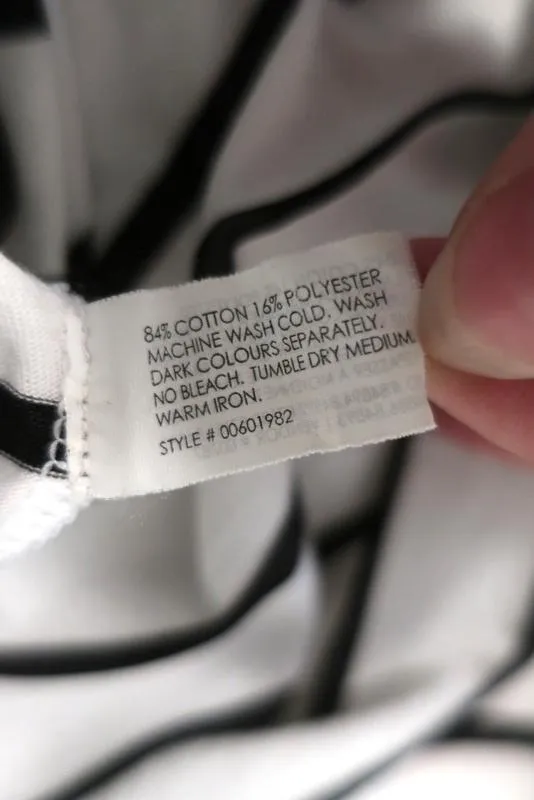 84% COTTON 16% POLYESTER
MACHINE WASH COLD. WASH
DARK COLOURS SEPARATELY.
NO BLEACH. TUMBLE DRY MEDIUM.
WARM IRON.
STYLE # 00601982